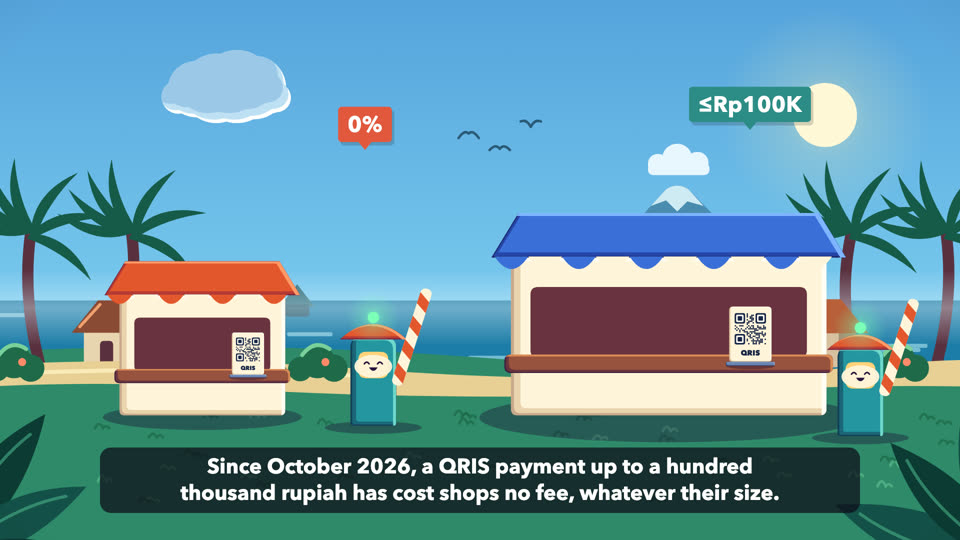 0%
≤Rp100K
QRIS
QRIS
Since October 2026, a QRIS payment up to a hundred
thousand rupiah has cost shops no fee, whatever their size.